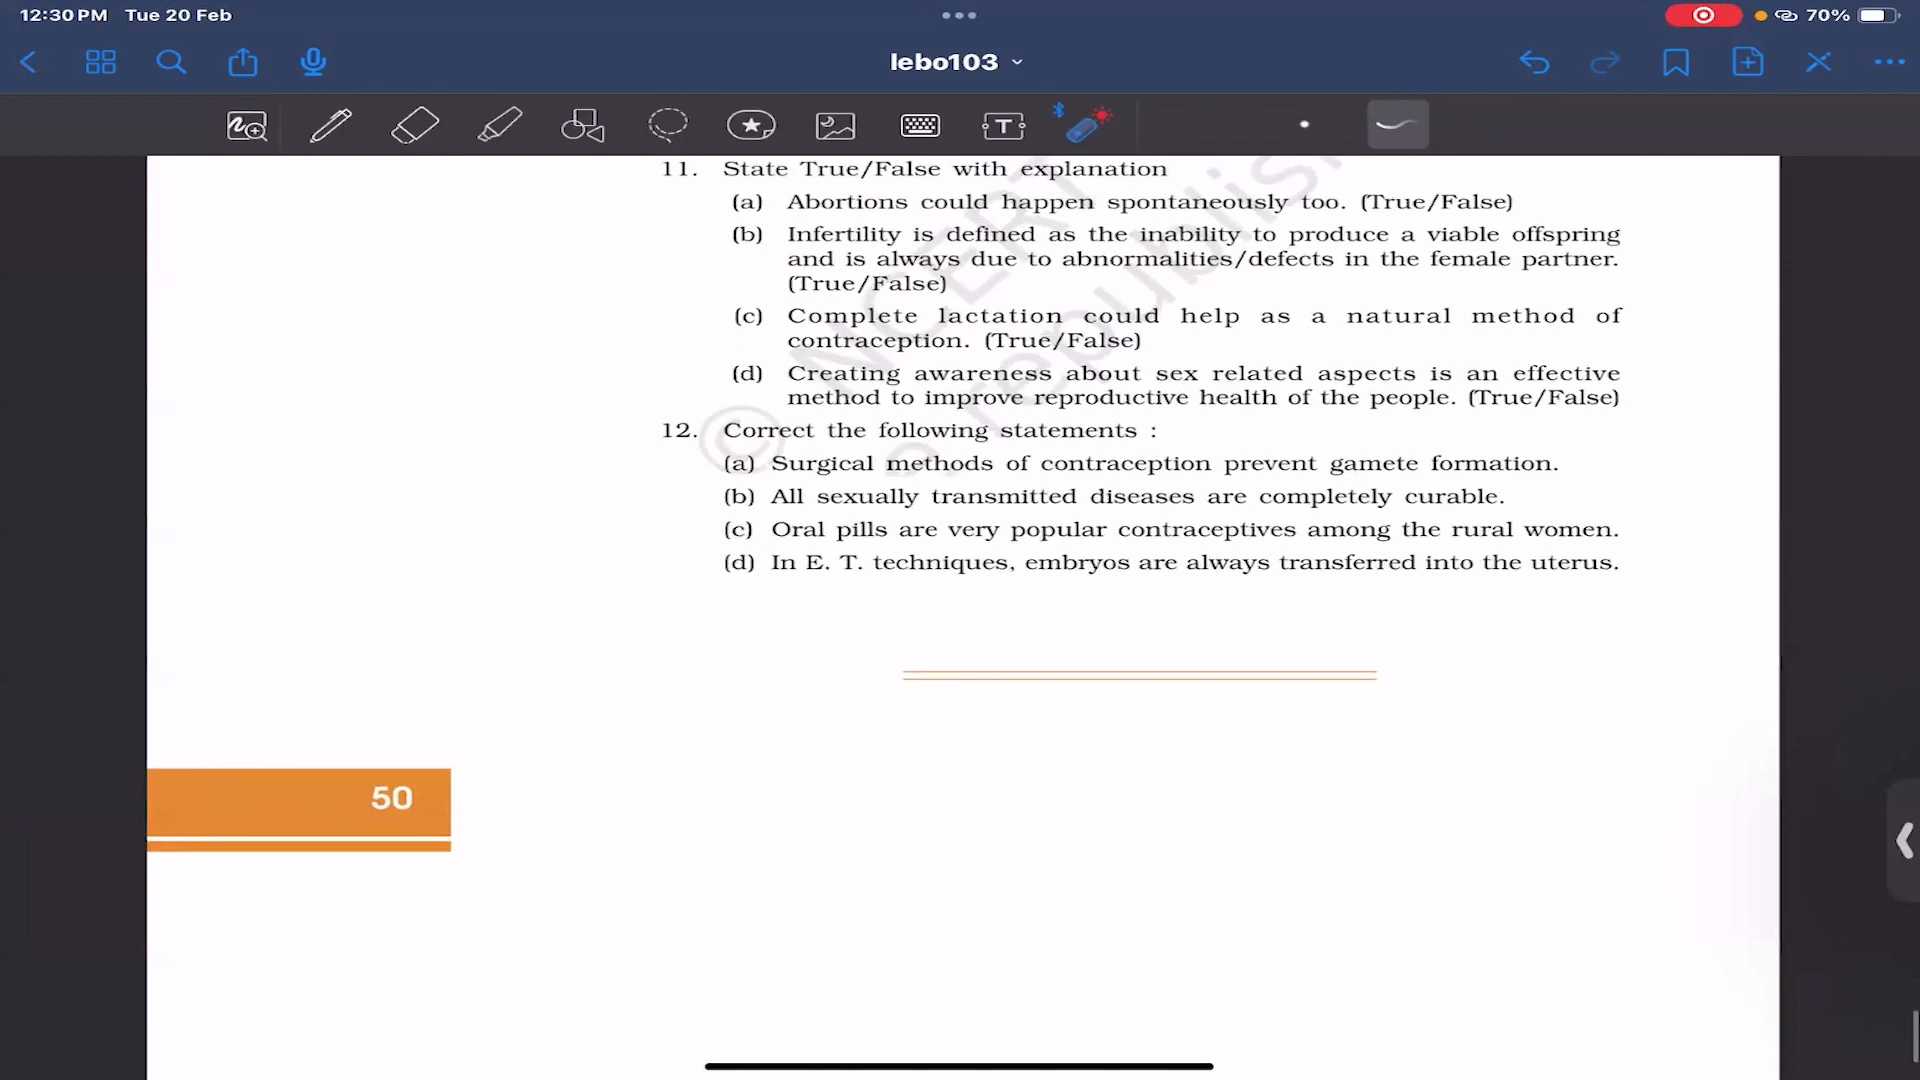 12:30 PM Tue 20 Feb
70%
lebo103
T
11. State True/False with explanation
(a) Abortions could happen spontaneously too. (True/False)
(b) Infertility is defined as the inability to produce a viable offspring
and is always due to abnormalities/defects in the female partner.
(True/False)
(c) Complete lactation could help as a natural method of
contraception. (True/False)
(d) Creating awareness about sex related aspects is an effective
method to improve reproductive health of the people. (True/False)
12. Correct the following statements :
(a) Surgical methods of contraception prevent gamete formation.
(b) All sexually transmitted diseases are completely curable.
(c) Oral pills are very popular contraceptives among the rural women.
(d) In E. T. techniques, embryos are always transferred into the uterus.
© NCERT
republish
50